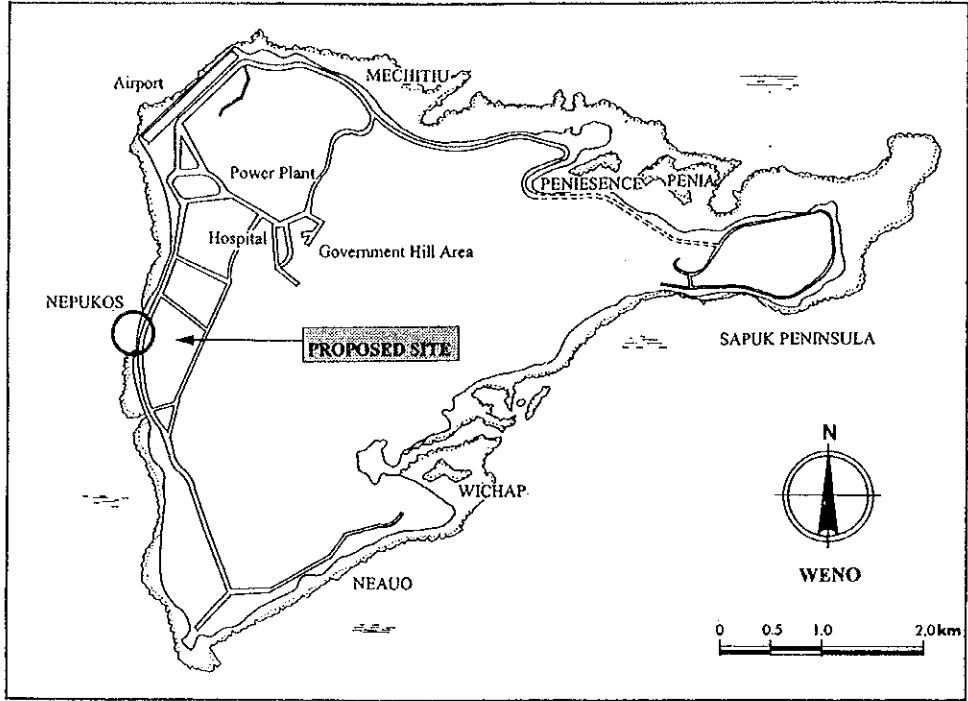 Airport
MECHITIU
Power Plant
PENIESENCE
PENIA
Hospital
Government Hill Area
NEPUKOS
PROPOSED SITE
SAPUK PENINSULA
N
WICHAP
WENO
NEAUO
0 0.5 1.0 2.0km